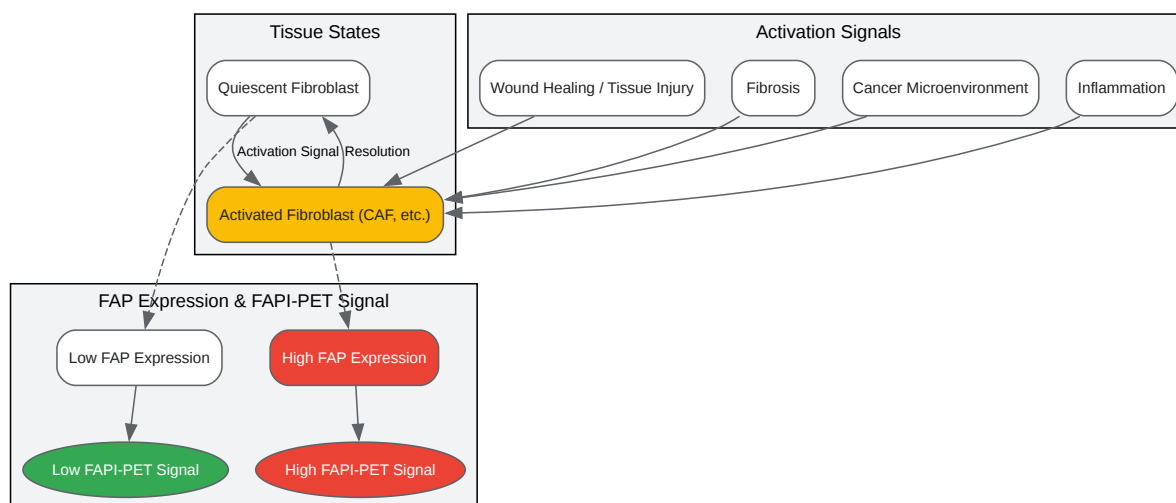 Tissue States
Activation Signals
Quiescent Fibroblast
Wound Healing / Tissue Injury
Fibrosis
Cancer Microenvironment
Inflammation
Activation Signal
Resolution
Activated Fibroblast (CAF, etc.)
FAP Expression & FAPI-PET Signal
Low FAP Expression
High FAP Expression
Low FAPI-PET Signal
High FAPI-PET Signal